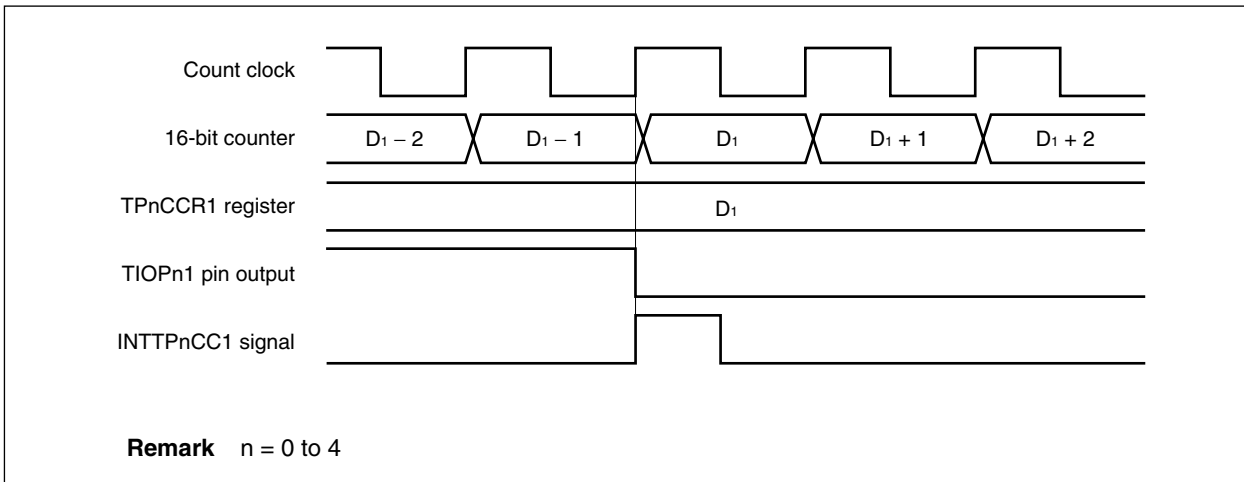 Count clock
16-bit counter
D₁ – 2
D₁ – 1
D₁
D₁ + 1
D₁ + 2
TPnCCR1 register
D₁
TIOPn1 pin output
INTTPnCC1 signal
Remark n = 0 to 4